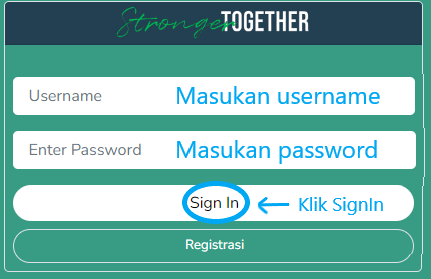 Stronger TOGETHER
Username Masukan username
Enter Password Masukan password
Sign In Klik SignIn
Registrasi